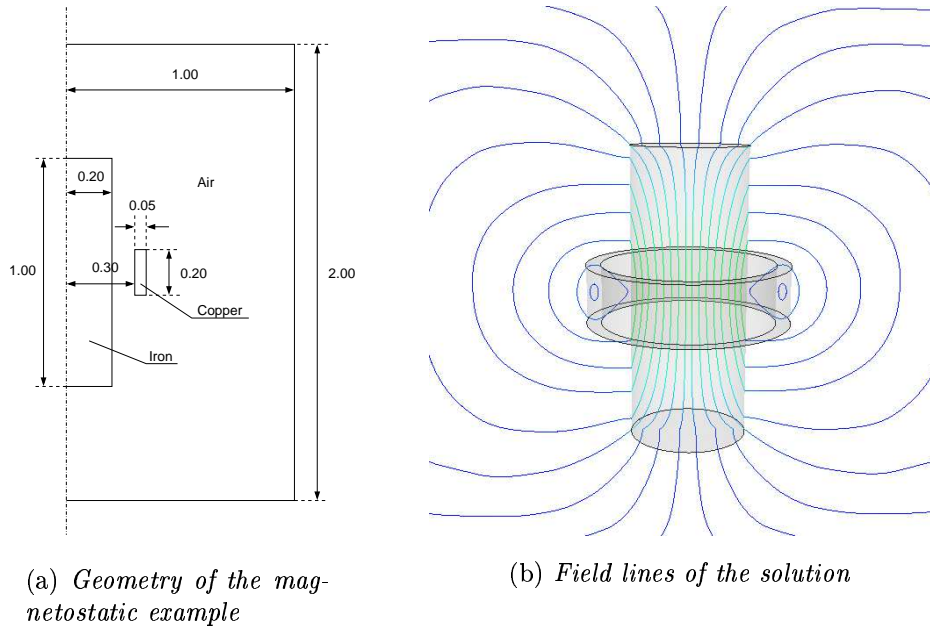 1.00
0.20
Air
0.05
1.00
0.30
0.20
2.00
Copper
Iron
(a) Geometry of the mag-
netostatic example
(b) Field lines of the solution